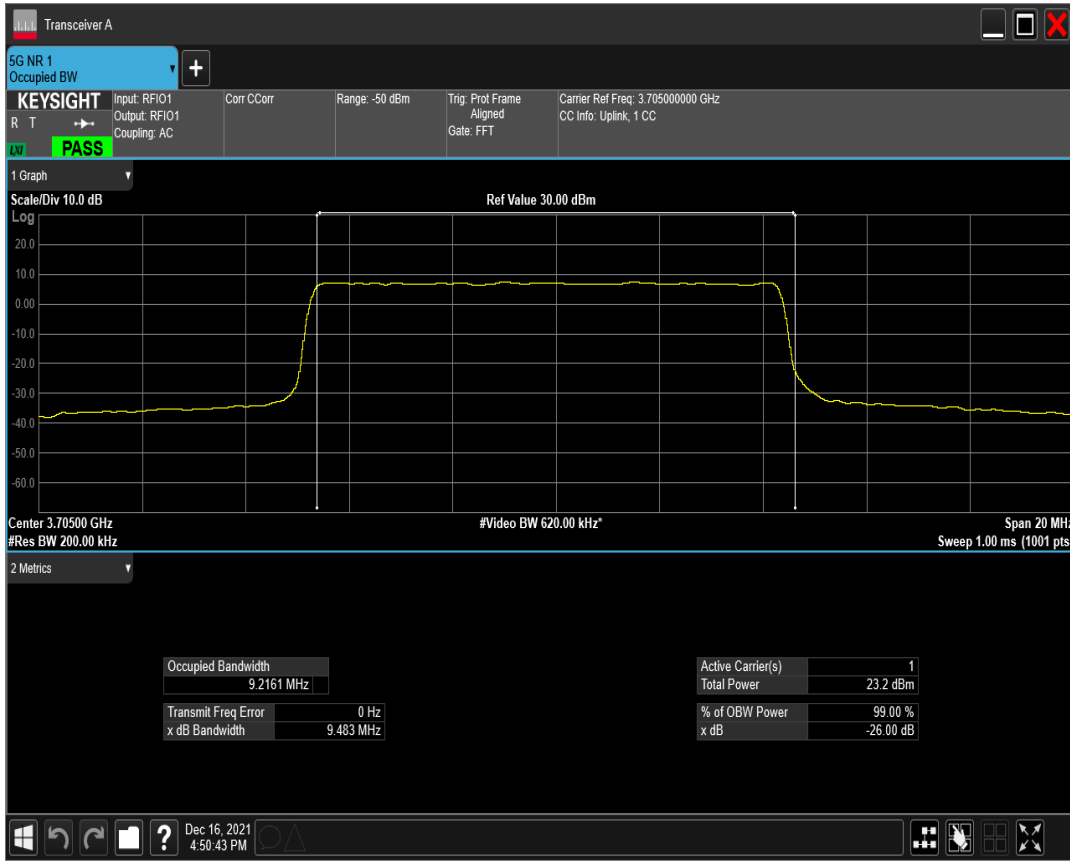 Transceiver A
5G NR 1
Occupied BW
+
KEYSIGHT
R T
LXI
PASS
Input: RFIO1
Output: RFIO1
Coupling: AC
Corr CCorr
Range: -50 dBm
Trig: Prot Frame
Aligned
Gate: FFT
Carrier Ref Freq: 3.705000000 GHz
CC Info: Uplink, 1 CC
1 Graph
Scale/Div 10.0 dB
Ref Value 30.00 dBm
Log
20.0
10.0
0.00
-10.0
-20.0
-30.0
-40.0
-50.0
-60.0
Center 3.70500 GHz
#Video BW 620.00 kHz*
Span 20 MHz
#Res BW 200.00 kHz
Sweep 1.00 ms (1001 pts
2 Metrics
Occupied Bandwidth
9.2161 MHz
Transmit Freq Error 0 Hz
x dB Bandwidth 9.483 MHz
Active Carrier(s) 1
Total Power 23.2 dBm
% of OBW Power 99.00 %
x dB -26.00 dB
?
Dec 16, 2021
4:50:43 PM